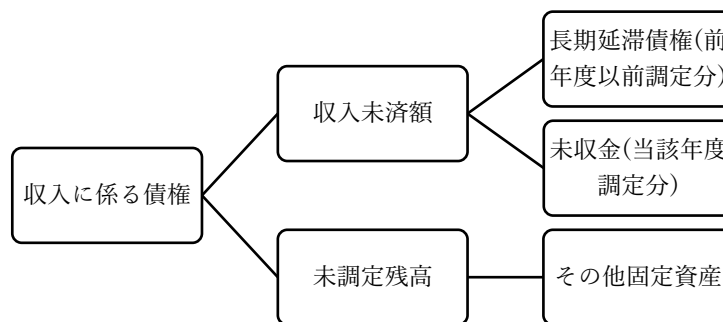 長期延滞債権(前
年度以前調定分)
収入未済額
未収金(当該年度
調定分)
収入に係る債権
未調定残高
その他固定資産